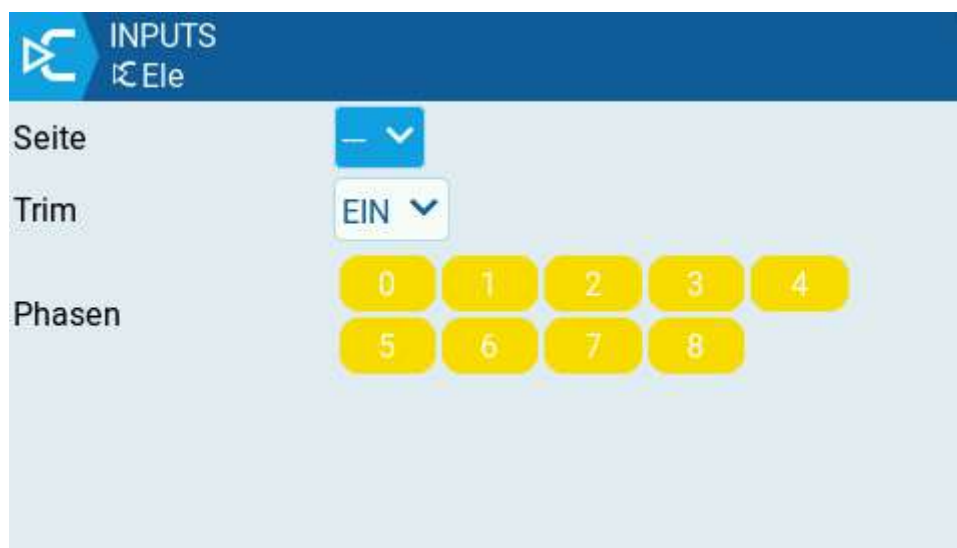 INPUTS
Ele
Seite
---
Trim
EIN
Phasen
0 1 2 3 4
5 6 7 8